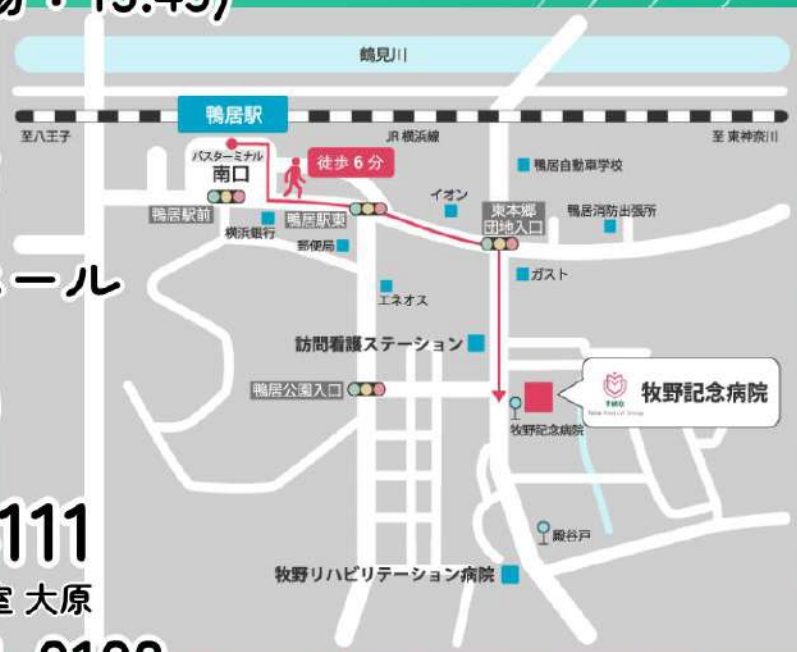 場：13:45)
鶴見川
鴨居駅
至八王子
JR 横浜線
至 東神奈川
バスターミナル
南口
徒歩 6 分
鴨居自動車学校
イオン
東本郷
団地入口
鴨居消防出張所
鴨居駅前
横浜銀行
鴨居駅東
郵便局
ール
ガスト
エネオス
訪問看護ステーション
鴨居公園入口
TMG
牧野記念病院
牧野記念病院
111
殿谷戸
牧野リハビリテーション病院
室 大原